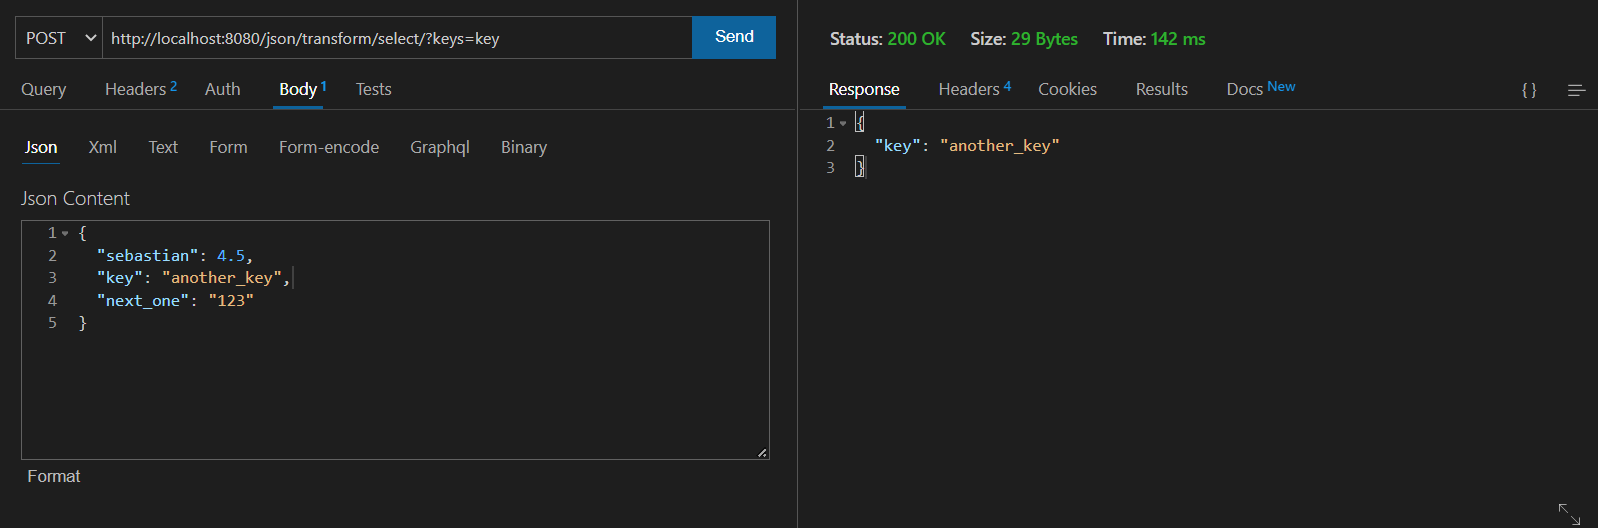 POST http://localhost:8080/json/transform/select/?keys=key Send
Query Headers 2 Auth Body 1 Tests
Json Xml Text Form Form-encode Graphql Binary
Json Content
1 {
2 "sebastian": 4.5,
3 "key": "another_key",
4 "next_one": "123"
5 }
Format
Status: 200 OK Size: 29 Bytes Time: 142 ms
Response Headers 4 Cookies Results Docs New {}
1 {
2 "key": "another_key"
3 }